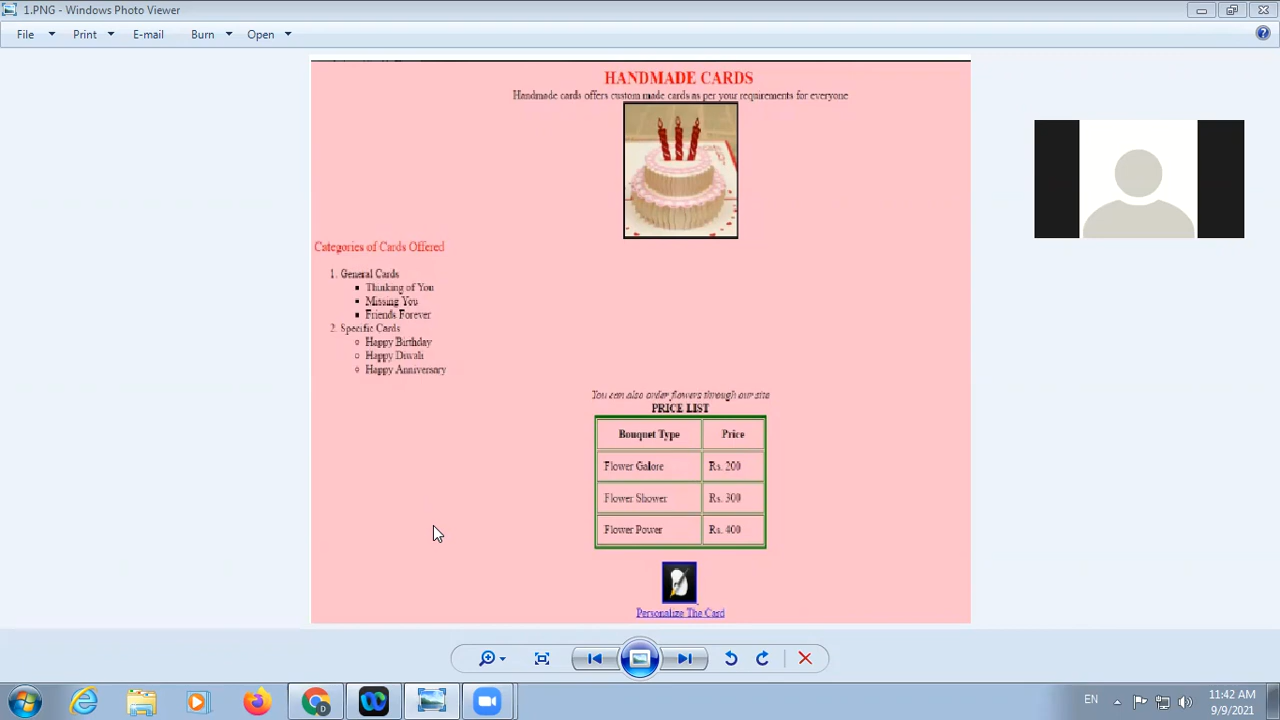 1.PNG - Windows Photo Viewer
File Print E-mail Burn Open
HANDMADE CARDS
Handmade cards offers custom made cards as per your requirements for everyone
Categories of Cards Offered
1. General Cards
Thinking of You
Missing You
Friends Forever
2. Specific Cards
Happy Birthday
Happy Diwali
Happy Anniversary
You can also order flowers through our site
PRICE LIST
Bouquet Type Price
Flower Galore Rs. 200
Flower Shower Rs. 300
Flower Power Rs. 400
Personalize The Card
EN
11:42 AM
9/9/2021